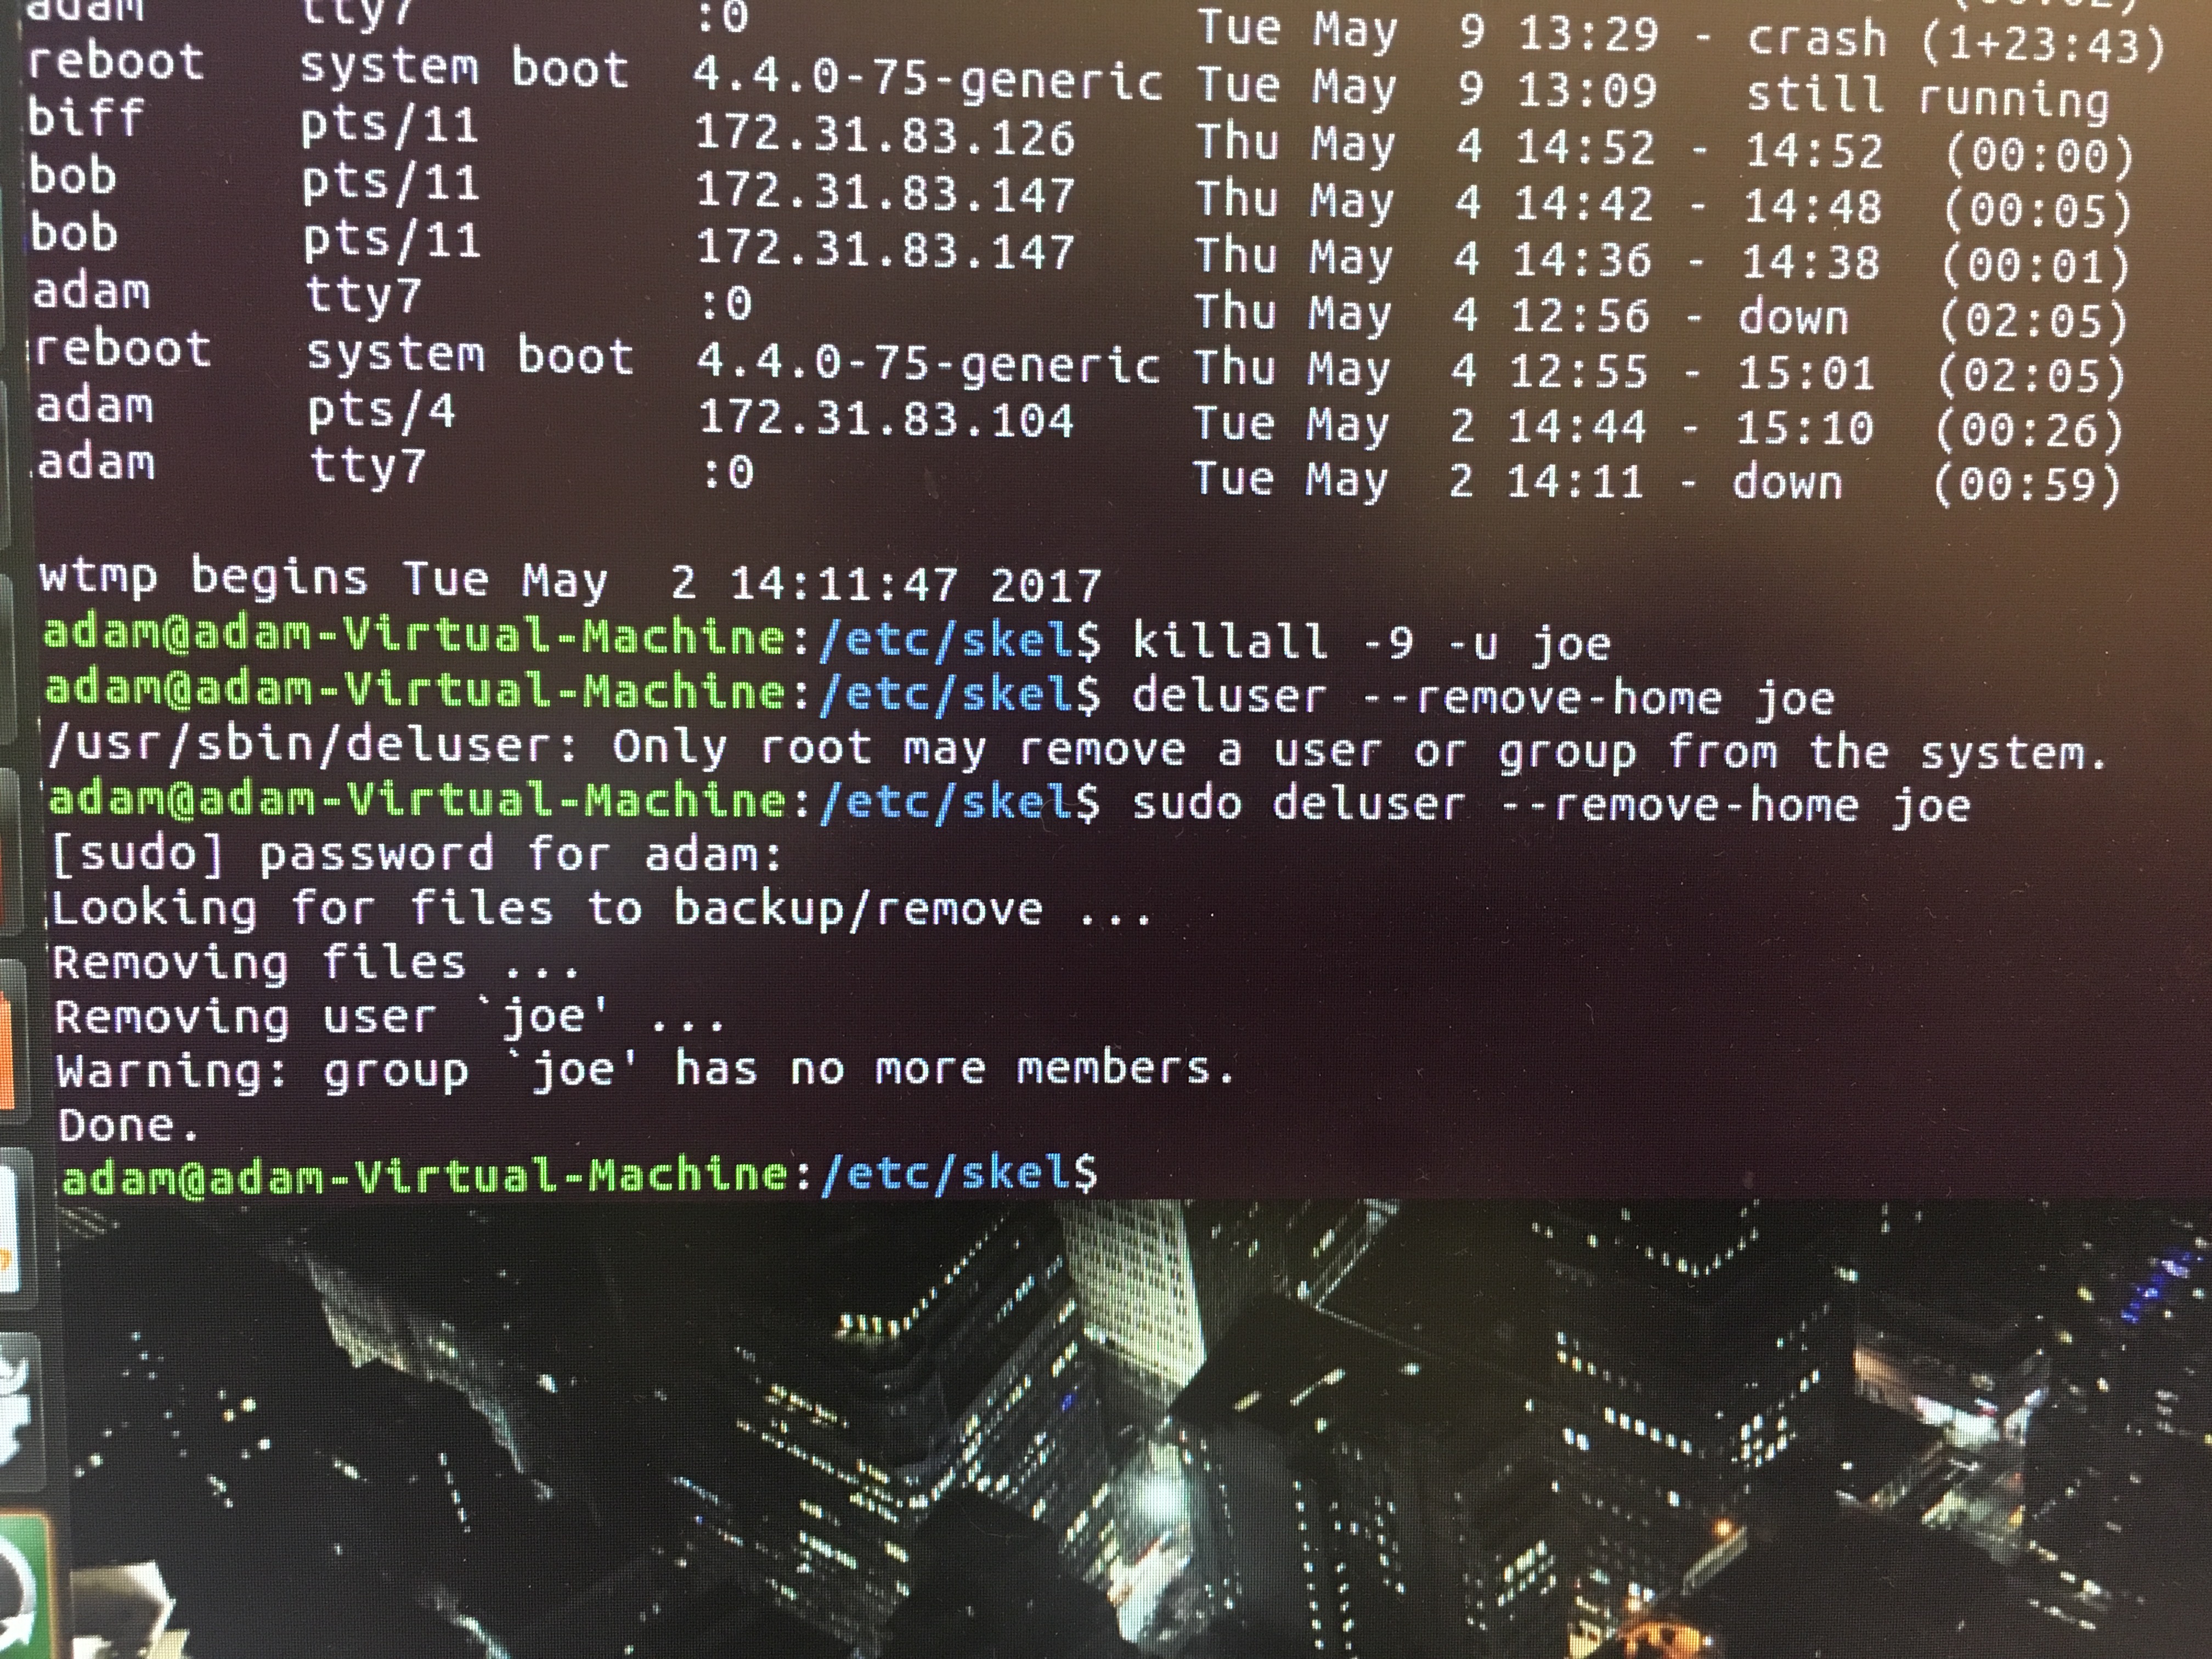 adam tty7 :0 Tue May 9 13:29 - crash (1+23:43)
reboot system boot 4.4.0-75-generic Tue May 9 13:09 still running
biff pts/11 172.31.83.126 Thu May 4 14:52 - 14:52 (00:00)
bob pts/11 172.31.83.147 Thu May 4 14:42 - 14:48 (00:05)
bob pts/11 172.31.83.147 Thu May 4 14:36 - 14:38 (00:01)
adam tty7 :0 Thu May 4 12:56 - down (02:05)
reboot system boot 4.4.0-75-generic Thu May 4 12:55 - 15:01 (02:05)
adam pts/4 172.31.83.104 Tue May 2 14:44 - 15:10 (00:26)
adam tty7 :0 Tue May 2 14:11 - down (00:59)
wtmp begins Tue May 2 14:11:47 2017
adam@adam-Virtual-Machine:/etc/skel$ killall -9 -u joe
adam@adam-Virtual-Machine:/etc/skel$ deluser --remove-home joe
/usr/sbin/deluser: Only root may remove a user or group from the system.
adam@adam-Virtual-Machine:/etc/skel$ sudo deluser --remove-home joe
[sudo] password for adam:
Looking for files to backup/remove ...
Removing files ...
Removing user `joe' ...
Warning: group `joe' has no more members.
Done.
adam@adam-Virtual-Machine:/etc/skel$